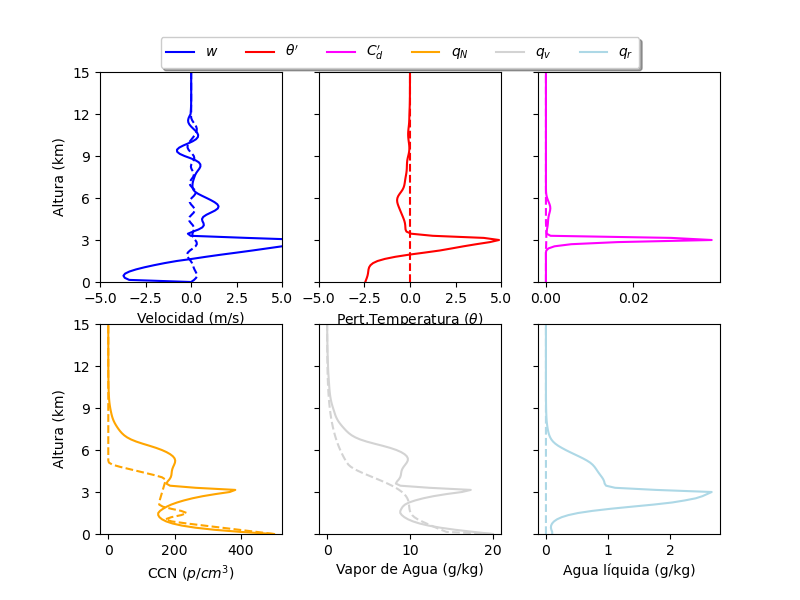 w θ′ C′d qN qv qr
15
12
9
6
3
0
Altura (km)
−5.0 −2.5 0.0 2.5 5.0
Velocidad (m/s)
−5.0 −2.5 0.0 2.5 5.0
Pert.Temperatura (θ)
0.00 0.02
15
12
9
6
3
0
Altura (km)
0 200 400
CCN (p/cm³)
0 10 20
Vapor de Agua (g/kg)
0 1 2
Agua líquida (g/kg)